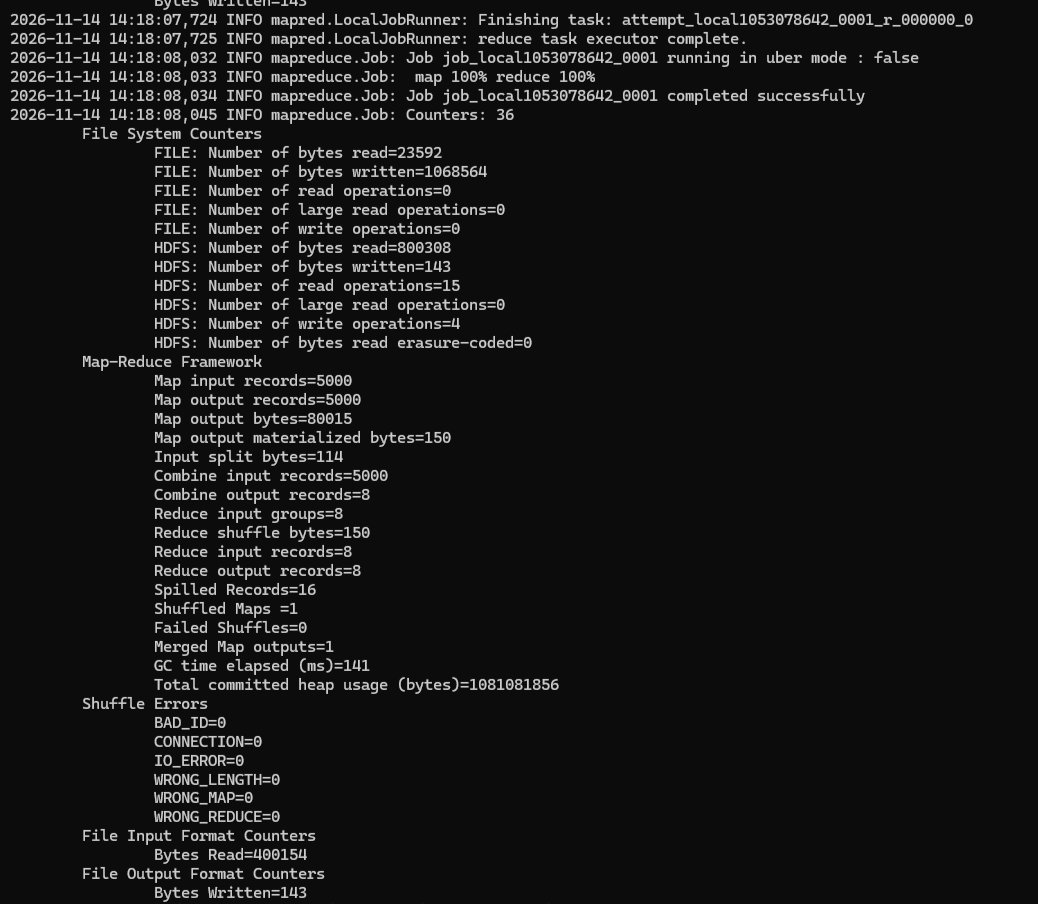 Bytes Written=143
2026-11-14 14:18:07,724 INFO mapred.LocalJobRunner: Finishing task: attempt_local1053078642_0001_r_000000_0
2026-11-14 14:18:07,725 INFO mapred.LocalJobRunner: reduce task executor complete.
2026-11-14 14:18:08,032 INFO mapreduce.Job: Job job_local1053078642_0001 running in uber mode : false
2026-11-14 14:18:08,033 INFO mapreduce.Job:  map 100% reduce 100%
2026-11-14 14:18:08,034 INFO mapreduce.Job: Job job_local1053078642_0001 completed successfully
2026-11-14 14:18:08,045 INFO mapreduce.Job: Counters: 36
File System Counters
FILE: Number of bytes read=23592
FILE: Number of bytes written=1068564
FILE: Number of read operations=0
FILE: Number of large read operations=0
FILE: Number of write operations=0
HDFS: Number of bytes read=800308
HDFS: Number of bytes written=143
HDFS: Number of read operations=15
HDFS: Number of large read operations=0
HDFS: Number of write operations=4
HDFS: Number of bytes read erasure-coded=0
Map-Reduce Framework
Map input records=5000
Map output records=5000
Map output bytes=80015
Map output materialized bytes=150
Input split bytes=114
Combine input records=5000
Combine output records=8
Reduce input groups=8
Reduce shuffle bytes=150
Reduce input records=8
Reduce output records=8
Spilled Records=16
Shuffled Maps =1
Failed Shuffles=0
Merged Map outputs=1
GC time elapsed (ms)=141
Total committed heap usage (bytes)=1081081856
Shuffle Errors
BAD_ID=0
CONNECTION=0
IO_ERROR=0
WRONG_LENGTH=0
WRONG_MAP=0
WRONG_REDUCE=0
File Input Format Counters
Bytes Read=400154
File Output Format Counters
Bytes Written=143